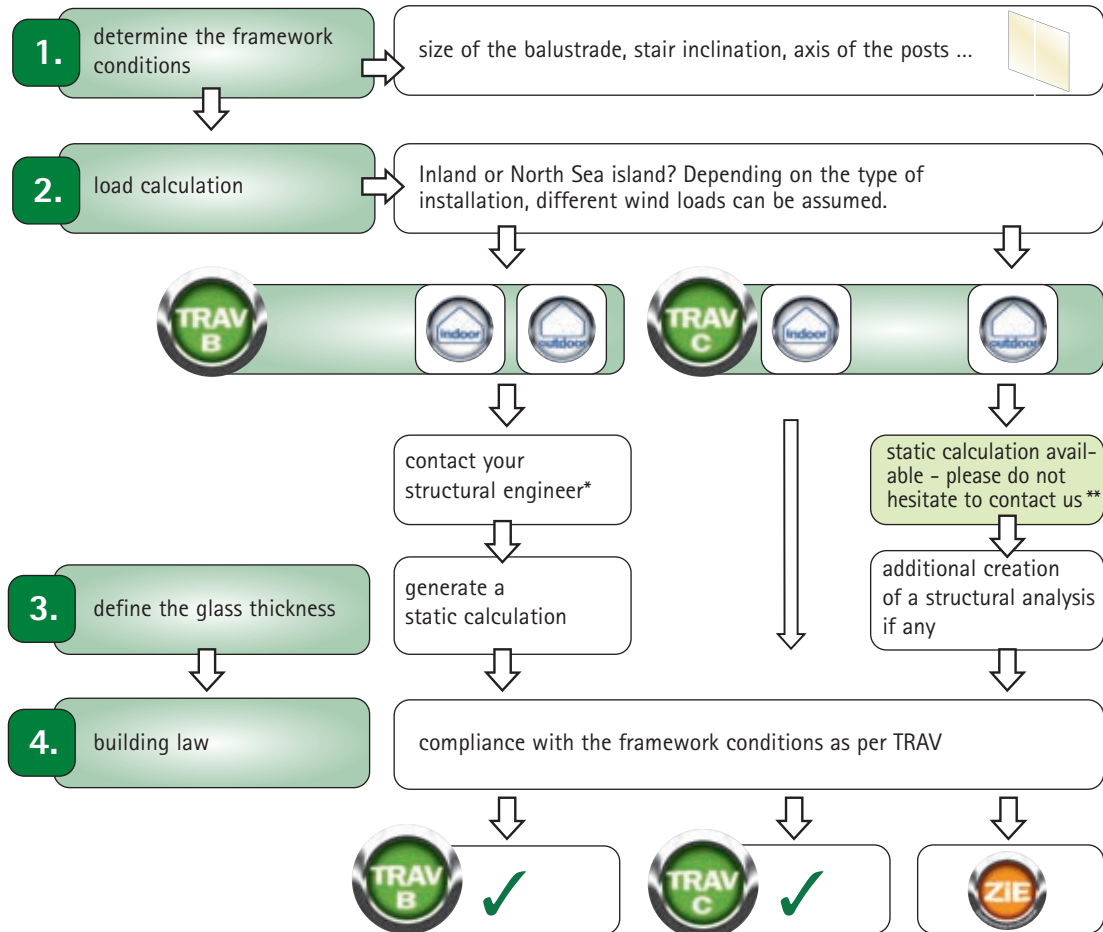 1.
determine the framework
conditions
size of the balustrade, stair inclination, axis of the posts ...
2.
load calculation
Inland or North Sea island? Depending on the type of
installation, different wind loads can be assumed.
TRAV
B
indoor
outdoor
TRAV
C
indoor
outdoor
contact your
structural engineer*
static calculation avail-
able - please do not
hesitate to contact us **
3.
define the glass thickness
generate a
static calculation
additional creation
of a structural analysis
if any
4.
building law
compliance with the framework conditions as per TRAV
TRAV
B
TRAV
C
ZiE